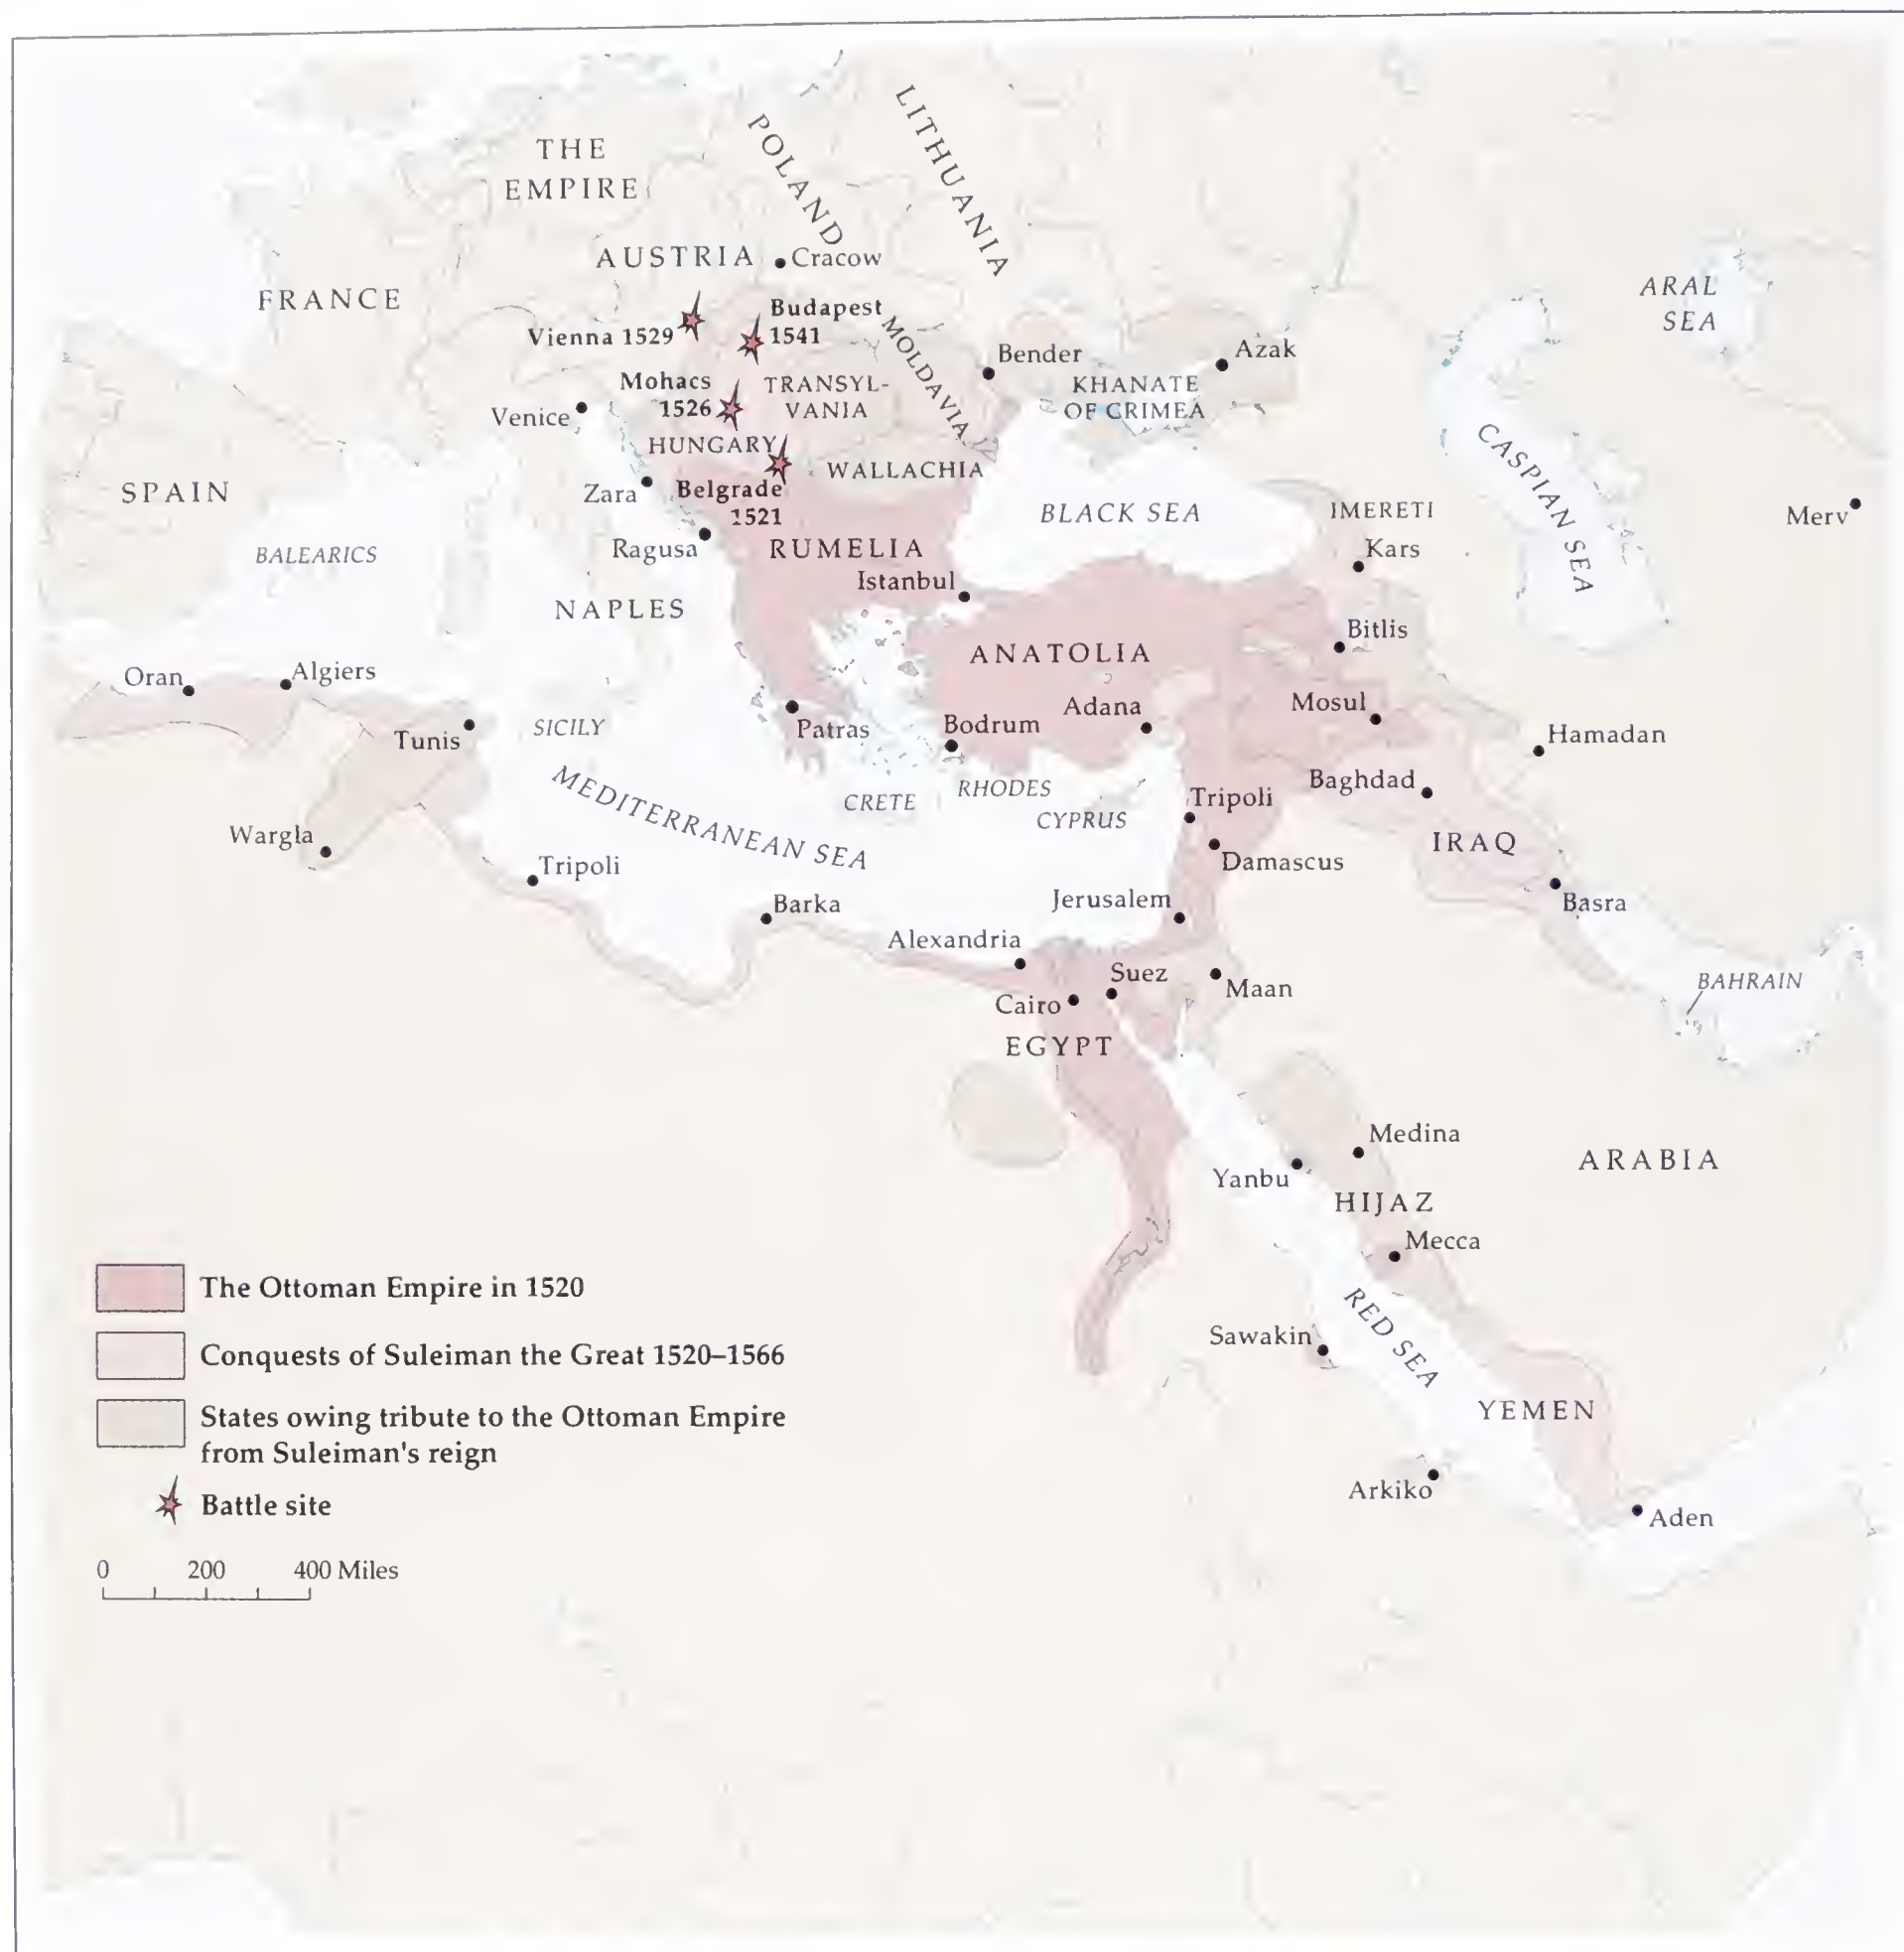 THE
EMPIRE
POLAND
LITHUANIA
AUSTRIA
Cracow
FRANCE
ARAL
SEA
Budapest
1541
Vienna 1529
MOLDAVIA
Bender
Azak
KHANATE
OF CRIMEA
Mohacs
1526
TRANSYL-
VANIA
Venice
HUNGARY
WALLACHIA
CASPIAN SEA
SPAIN
Zara
Belgrade
1521
BLACK SEA
IMERETI
Merv
BALEARICS
Ragusa
RUMELIA
Kars
Istanbul
NAPLES
Bitlis
ANATOLIA
Oran
Algiers
Mosul
Adana
Tunis
SICILY
Patras
Bodrum
Hamadan
MEDITERRANEAN SEA
CRETE
RHODES
CYPRUS
Baghdad
Tripoli
Wargla
IRAQ
Damascus
Tripoli
Barka
Jerusalem
Basra
Alexandria
Suez
Maan
BAHRAIN
Cairo
EGYPT
Medina
ARABIA
Yanbu
HIJAZ
Mecca
RED SEA
Sawakin
YEMEN
Arkiko
Aden
The Ottoman Empire in 1520
Conquests of Suleiman the Great 1520–1566
States owing tribute to the Ottoman Empire
from Suleiman's reign
Battle site
0 200 400 Miles